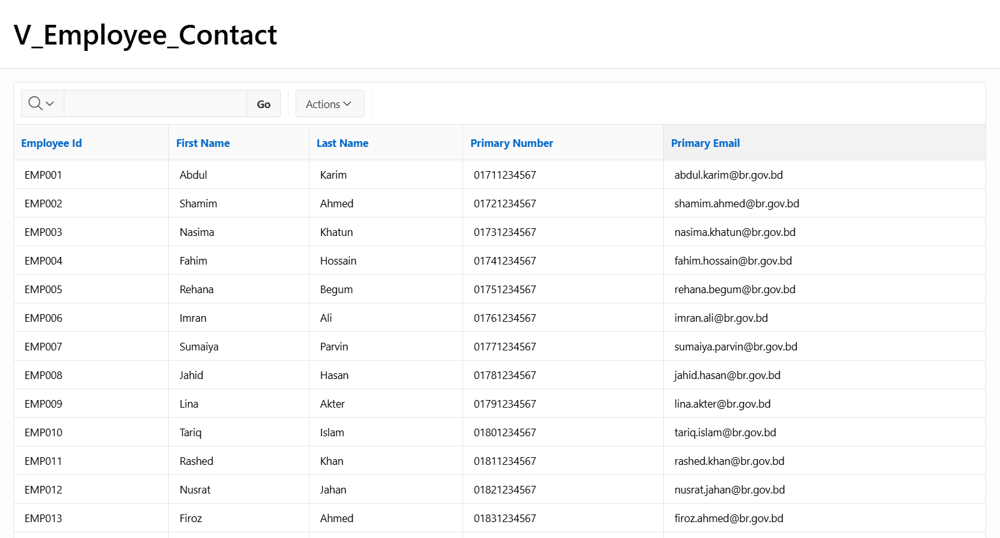 V_Employee_Contact
Go Actions
Employee Id First Name Last Name Primary Number Primary Email
EMP001 Abdul Karim 01711234567 abdul.karim@br.gov.bd
EMP002 Shamim Ahmed 01721234567 shamim.ahmed@br.gov.bd
EMP003 Nasima Khatun 01731234567 nasima.khatun@br.gov.bd
EMP004 Fahim Hossain 01741234567 fahim.hossain@br.gov.bd
EMP005 Rehana Begum 01751234567 rehana.begum@br.gov.bd
EMP006 Imran Ali 01761234567 imran.ali@br.gov.bd
EMP007 Sumaiya Parvin 01771234567 sumaiya.parvin@br.gov.bd
EMP008 Jahid Hasan 01781234567 jahid.hasan@br.gov.bd
EMP009 Lina Akter 01791234567 lina.akter@br.gov.bd
EMP010 Tariq Islam 01801234567 tariq.islam@br.gov.bd
EMP011 Rashed Khan 01811234567 rashed.khan@br.gov.bd
EMP012 Nusrat Jahan 01821234567 nusrat.jahan@br.gov.bd
EMP013 Firoz Ahmed 01831234567 firoz.ahmed@br.gov.bd